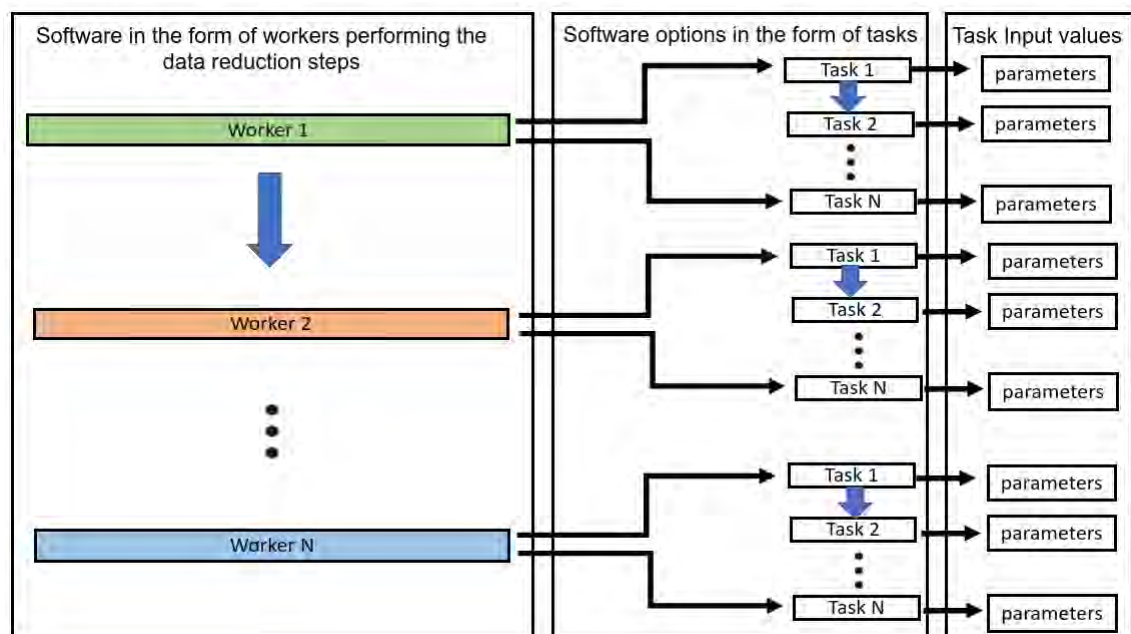 Software in the form of workers performing the
data reduction steps
Worker 1
Worker 2
Worker N
Software options in the form of tasks
Task 1
Task 2
Task N
Task 1
Task 2
Task N
Task 1
Task 2
Task N
Task Input values
parameters
parameters
parameters
parameters
parameters
parameters
parameters
parameters
parameters